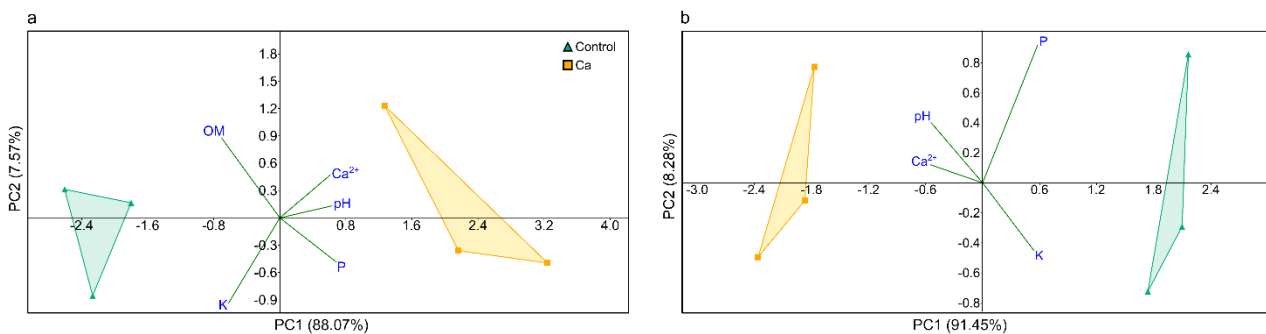 a
Control
Ca
1.8
1.5
1.2
0.9
0.6
0.3
-0.3
-0.6
-0.9
-2.4
-1.6
-0.8
0.8
1.6
2.4
3.2
4.0
OM
Ca²⁺
pH
P
K
PC2 (7.57%)
PC1 (88.07%)
b
0.8
0.6
0.4
0.2
-0.2
-0.4
-0.6
-0.8
-3.0
-2.4
-1.8
-1.2
-0.6
0.6
1.2
1.8
2.4
P
pH
Ca²⁺
K
PC2 (8.28%)
PC1 (91.45%)